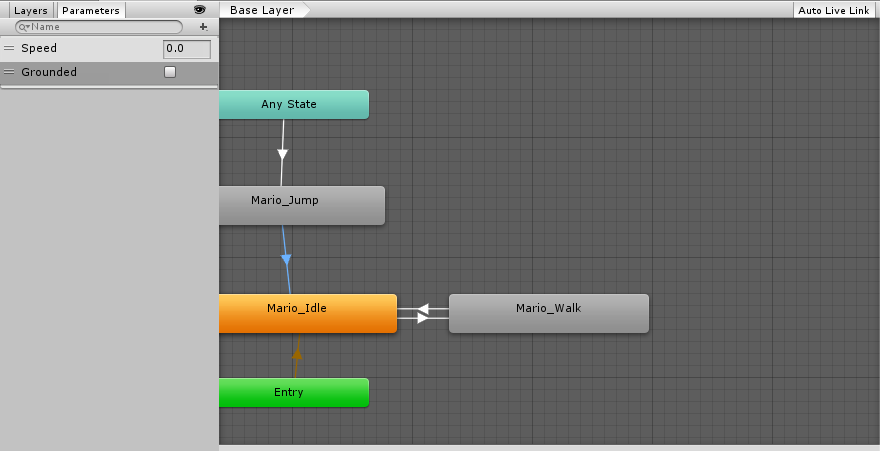 Layers Parameters
Base Layer
Auto Live Link
Name
Speed 0.0
Grounded
Any State
Mario_Jump
Mario_Idle
Mario_Walk
Entry